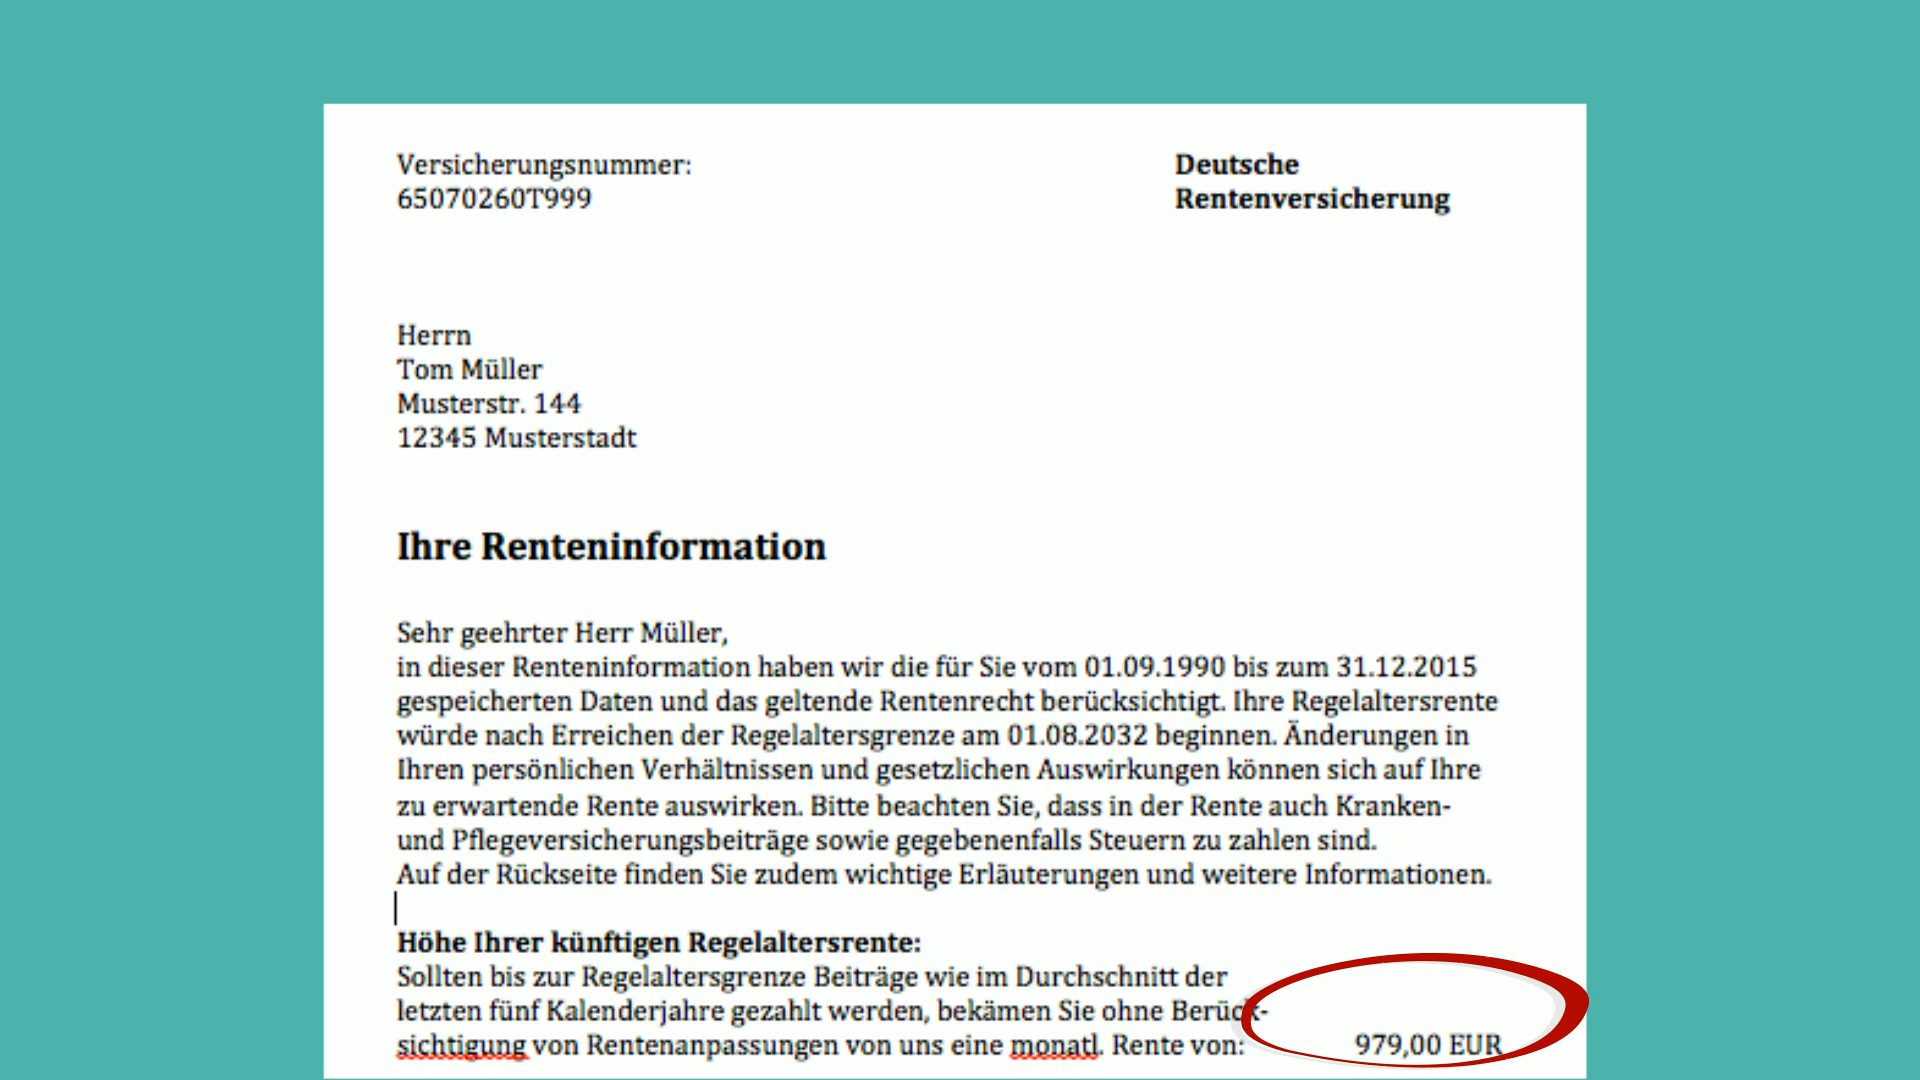 Versicherungsnummer:
65070260T999
Deutsche
Rentenversicherung
Herrn
Tom Müller
Musterstr. 144
12345 Musterstadt
Ihre Renteninformation
Sehr geehrter Herr Müller,
in dieser Renteninformation haben wir die für Sie vom 01.09.1990 bis zum 31.12.2015
gespeicherten Daten und das geltende Rentenrecht berücksichtigt. Ihre Regelaltersrente
würde nach Erreichen der Regelaltersgrenze am 01.08.2032 beginnen. Änderungen in
Ihren persönlichen Verhältnissen und gesetzlichen Auswirkungen können sich auf Ihre
zu erwartende Rente auswirken. Bitte beachten Sie, dass in der Rente auch Kranken-
und Pflegeversicherungsbeiträge sowie gegebenenfalls Steuern zu zahlen sind.
Auf der Rückseite finden Sie zudem wichtige Erläuterungen und weitere Informationen.
Höhe Ihrer künftigen Regelaltersrente:
Sollten bis zur Regelaltersgrenze Beiträge wie im Durchschnitt der
letzten fünf Kalenderjahre gezahlt werden, bekämen Sie ohne Berück-
sichtigung von Rentenanpassungen von uns eine monatl. Rente von: 979,00 EUR